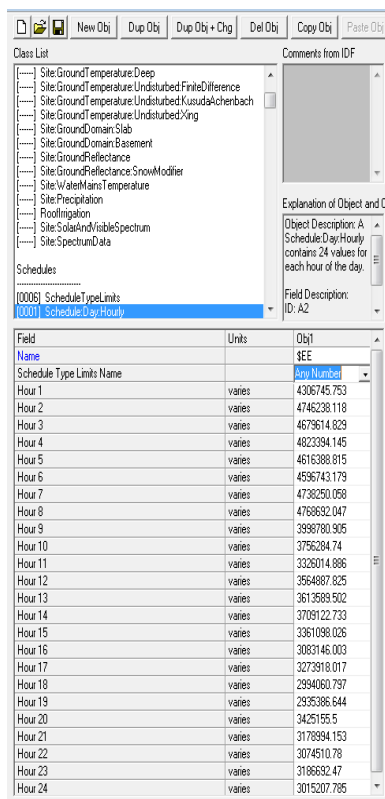 New Obj Dup Obj Dup Obj + Chg Del Obj Copy Obj Paste Obj
Class List Comments from IDF
[------] Site:GroundTemperature:Deep
[------] Site:GroundTemperature:Undisturbed:FiniteDifference
[------] Site:GroundTemperature:Undisturbed:KusudaAchenbach
[------] Site:GroundTemperature:Undisturbed:Xing
[------] Site:GroundDomain:Slab
[------] Site:GroundDomain:Basement
[------] Site:GroundReflectance
[------] Site:GroundReflectance:SnowModifier
[------] Site:WaterMainsTemperature
[------] Site:Precipitation
[------] RoofIrrigation
[------] Site:SolarAndVisibleSpectrum
[------] Site:SpectrumData
Schedules
-------------------------
[0006] ScheduleTypeLimits
[0001] Schedule:Day:Hourly
Explanation of Object and C
Object Description: A
Schedule:Day:Hourly
contains 24 values for
each hour of the day.
Field Description:
ID: A2
Field Units Obj1
Name $EE
Schedule Type Limits Name Any Number
Hour 1 varies 4306745.753
Hour 2 varies 4746238.118
Hour 3 varies 4679614.829
Hour 4 varies 4823394.145
Hour 5 varies 4616388.815
Hour 6 varies 4596743.179
Hour 7 varies 4738250.058
Hour 8 varies 4768692.047
Hour 9 varies 3998780.905
Hour 10 varies 3756284.74
Hour 11 varies 3326014.886
Hour 12 varies 3564887.825
Hour 13 varies 3613589.502
Hour 14 varies 3709122.733
Hour 15 varies 3361098.026
Hour 16 varies 3083146.003
Hour 17 varies 3273918.017
Hour 18 varies 2994060.797
Hour 19 varies 2935386.644
Hour 20 varies 3425155.5
Hour 21 varies 3178994.153
Hour 22 varies 3074510.78
Hour 23 varies 3186692.47
Hour 24 varies 3015207.785